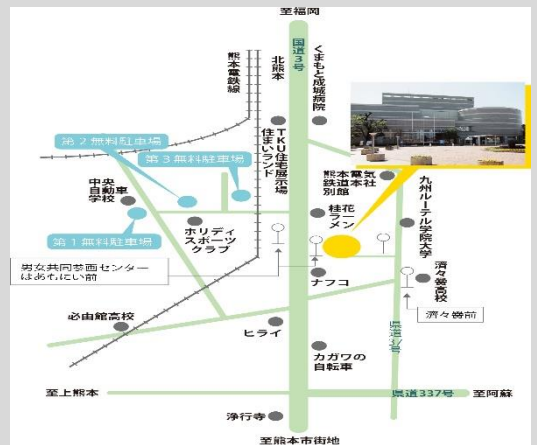 至福岡
国道3号
熊本電鉄線
北熊本
くまもと成城病院
TKU住宅展示場
住まいランド
第2無料駐車場
第3無料駐車場
中央
自動車
学校
熊本電気
鉄道本社
別館
九州ルーテル学院大学
桂花
ラーメン
第1無料駐車場
ホリディ
スポーツ
クラブ
男女共同参画センター
はあもにい前
ナフコ
済々黌高校
済々黌前
必由館高校
ヒライ
カガワの
自転車
至上熊本
県道337号
至阿蘇
浄行寺
至熊本市街地